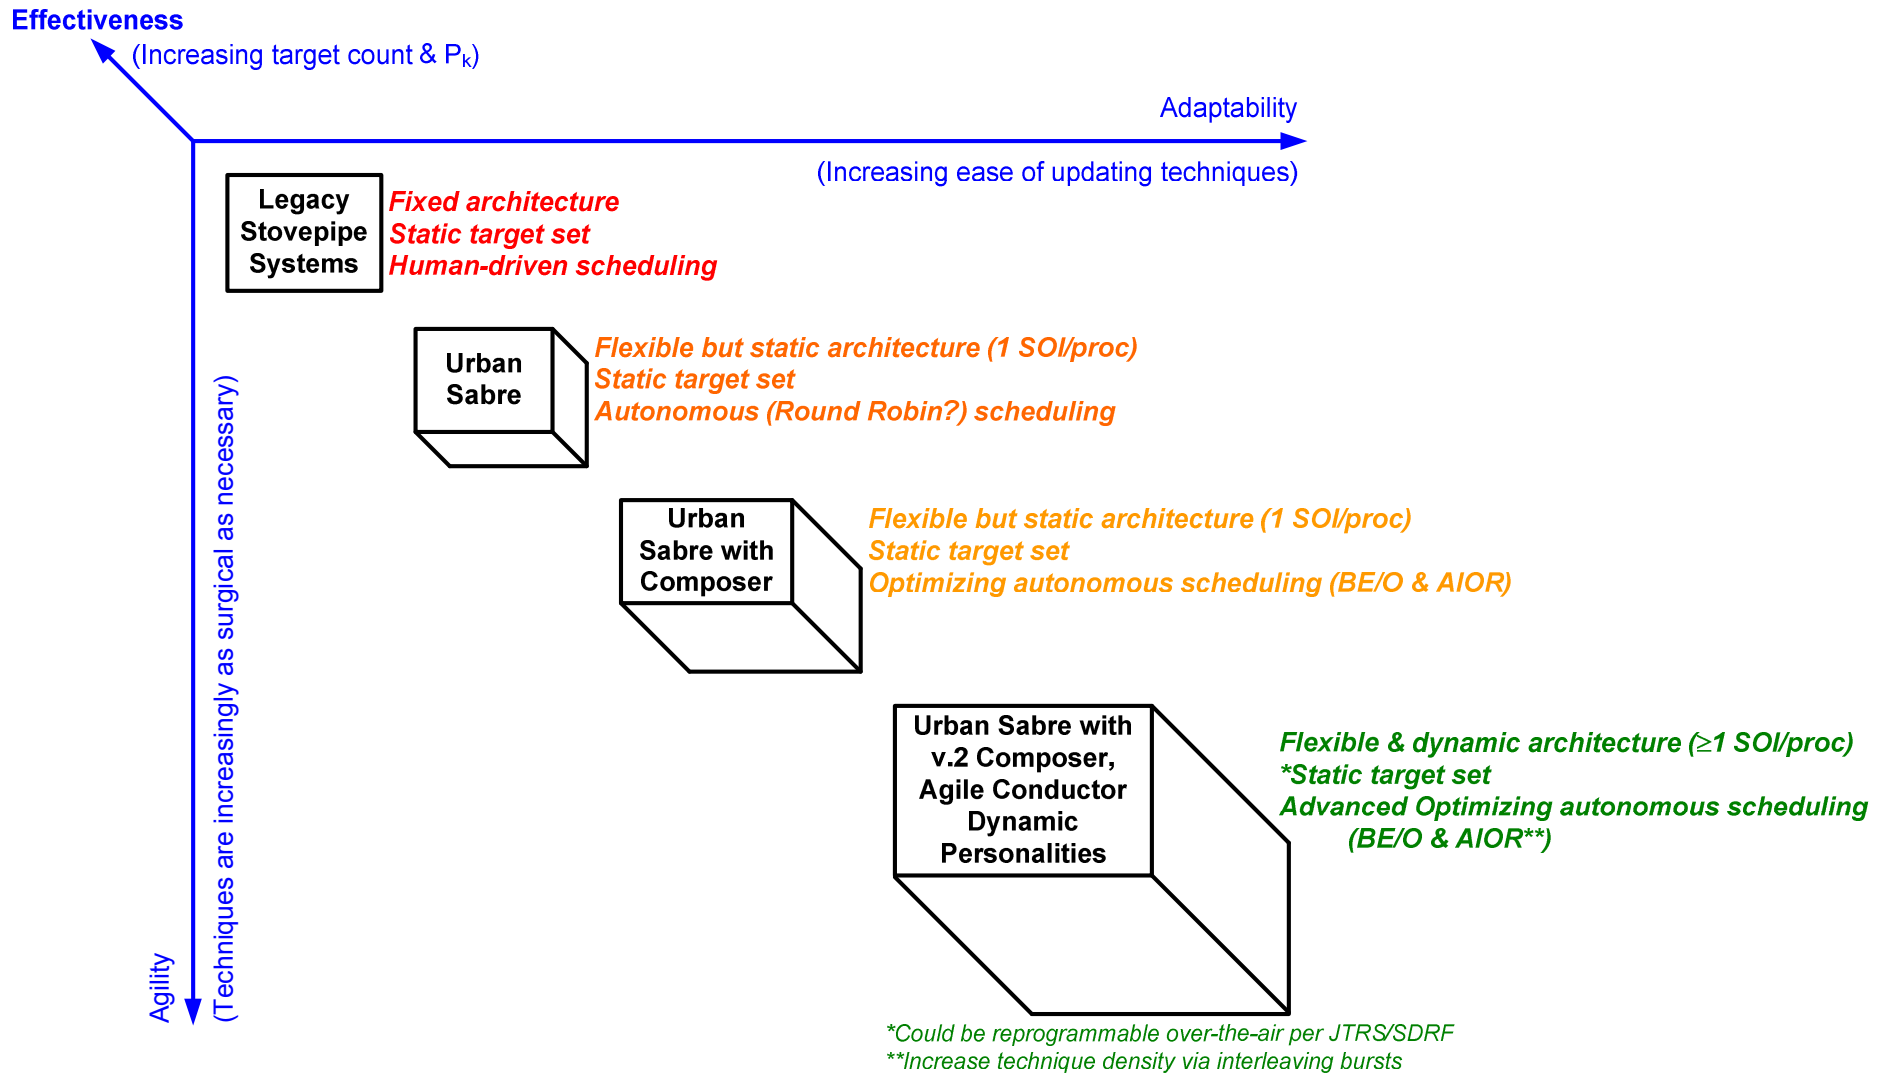 Effectiveness
(Increasing target count & Pk)
Adaptability
(Increasing ease of updating techniques)
Legacy
Stovepipe
Systems
Fixed architecture
Static target set
Human-driven scheduling
Urban
Sabre
Flexible but static architecture (1 SOI/proc)
Static target set
Autonomous (Round Robin?) scheduling
Urban
Sabre with
Composer
Flexible but static architecture (1 SOI/proc)
Static target set
Optimizing autonomous scheduling (BE/O & AIOR)
Urban Sabre with
v.2 Composer,
Agile Conductor
Dynamic
Personalities
Flexible & dynamic architecture (≥1 SOI/proc)
*Static target set
Advanced Optimizing autonomous scheduling
(BE/O & AIOR**)
Agility
(Techniques are increasingly as surgical as necessary)
*Could be reprogrammable over-the-air per JTRS/SDRF
**Increase technique density via interleaving bursts